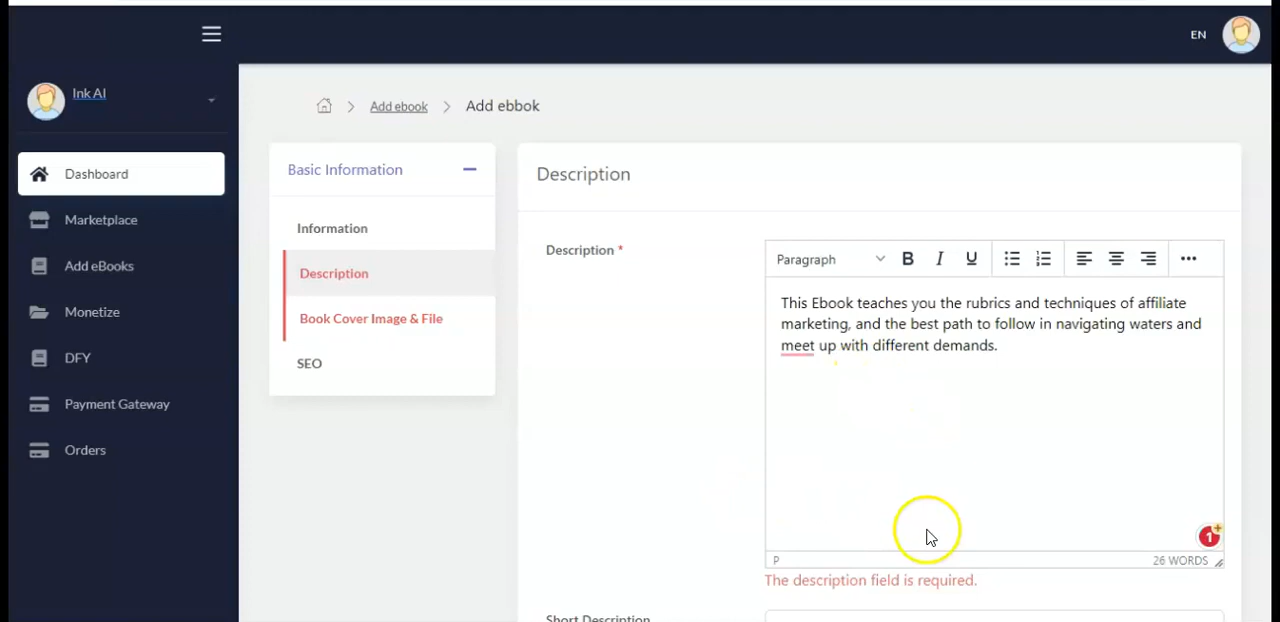 EN
Ink AI
Add ebook
Add ebbok
Dashboard
Marketplace
Add eBooks
Monetize
DFY
Payment Gateway
Orders
Basic Information
Information
Description
Book Cover Image & File
SEO
Description
Description *
Paragraph
B I U
This Ebook teaches you the rubrics and techniques of affiliate
marketing, and the best path to follow in navigating waters and
meet up with different demands.
1
P
26 WORDS
The description field is required.
Short Description